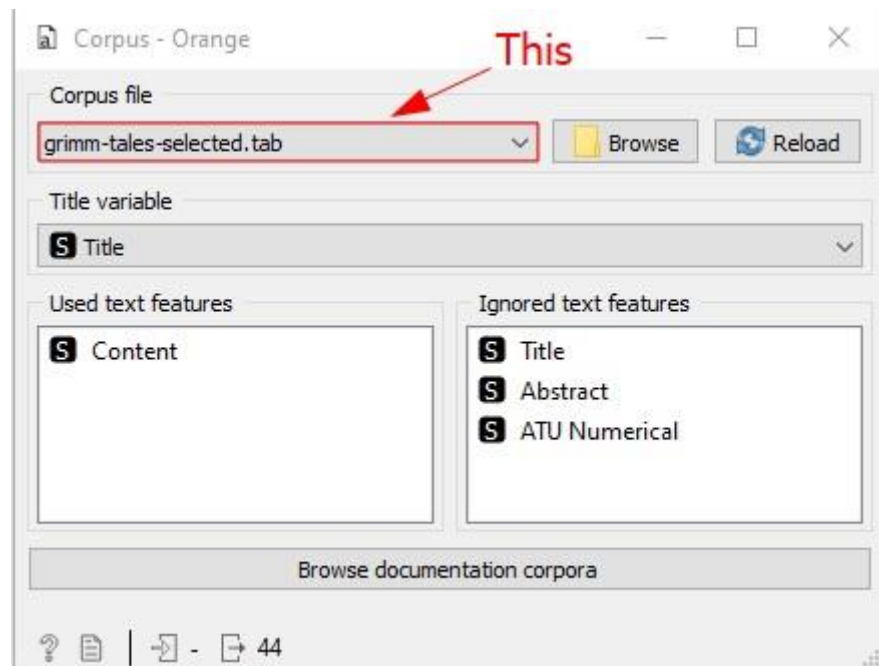 Corpus - Orange
This
Corpus file
grimm-tales-selected.tab
Browse
Reload
Title variable
S Title
Used text features
Ignored text features
S Content
S Title
S Abstract
S ATU Numerical
Browse documentation corpora
? - 44